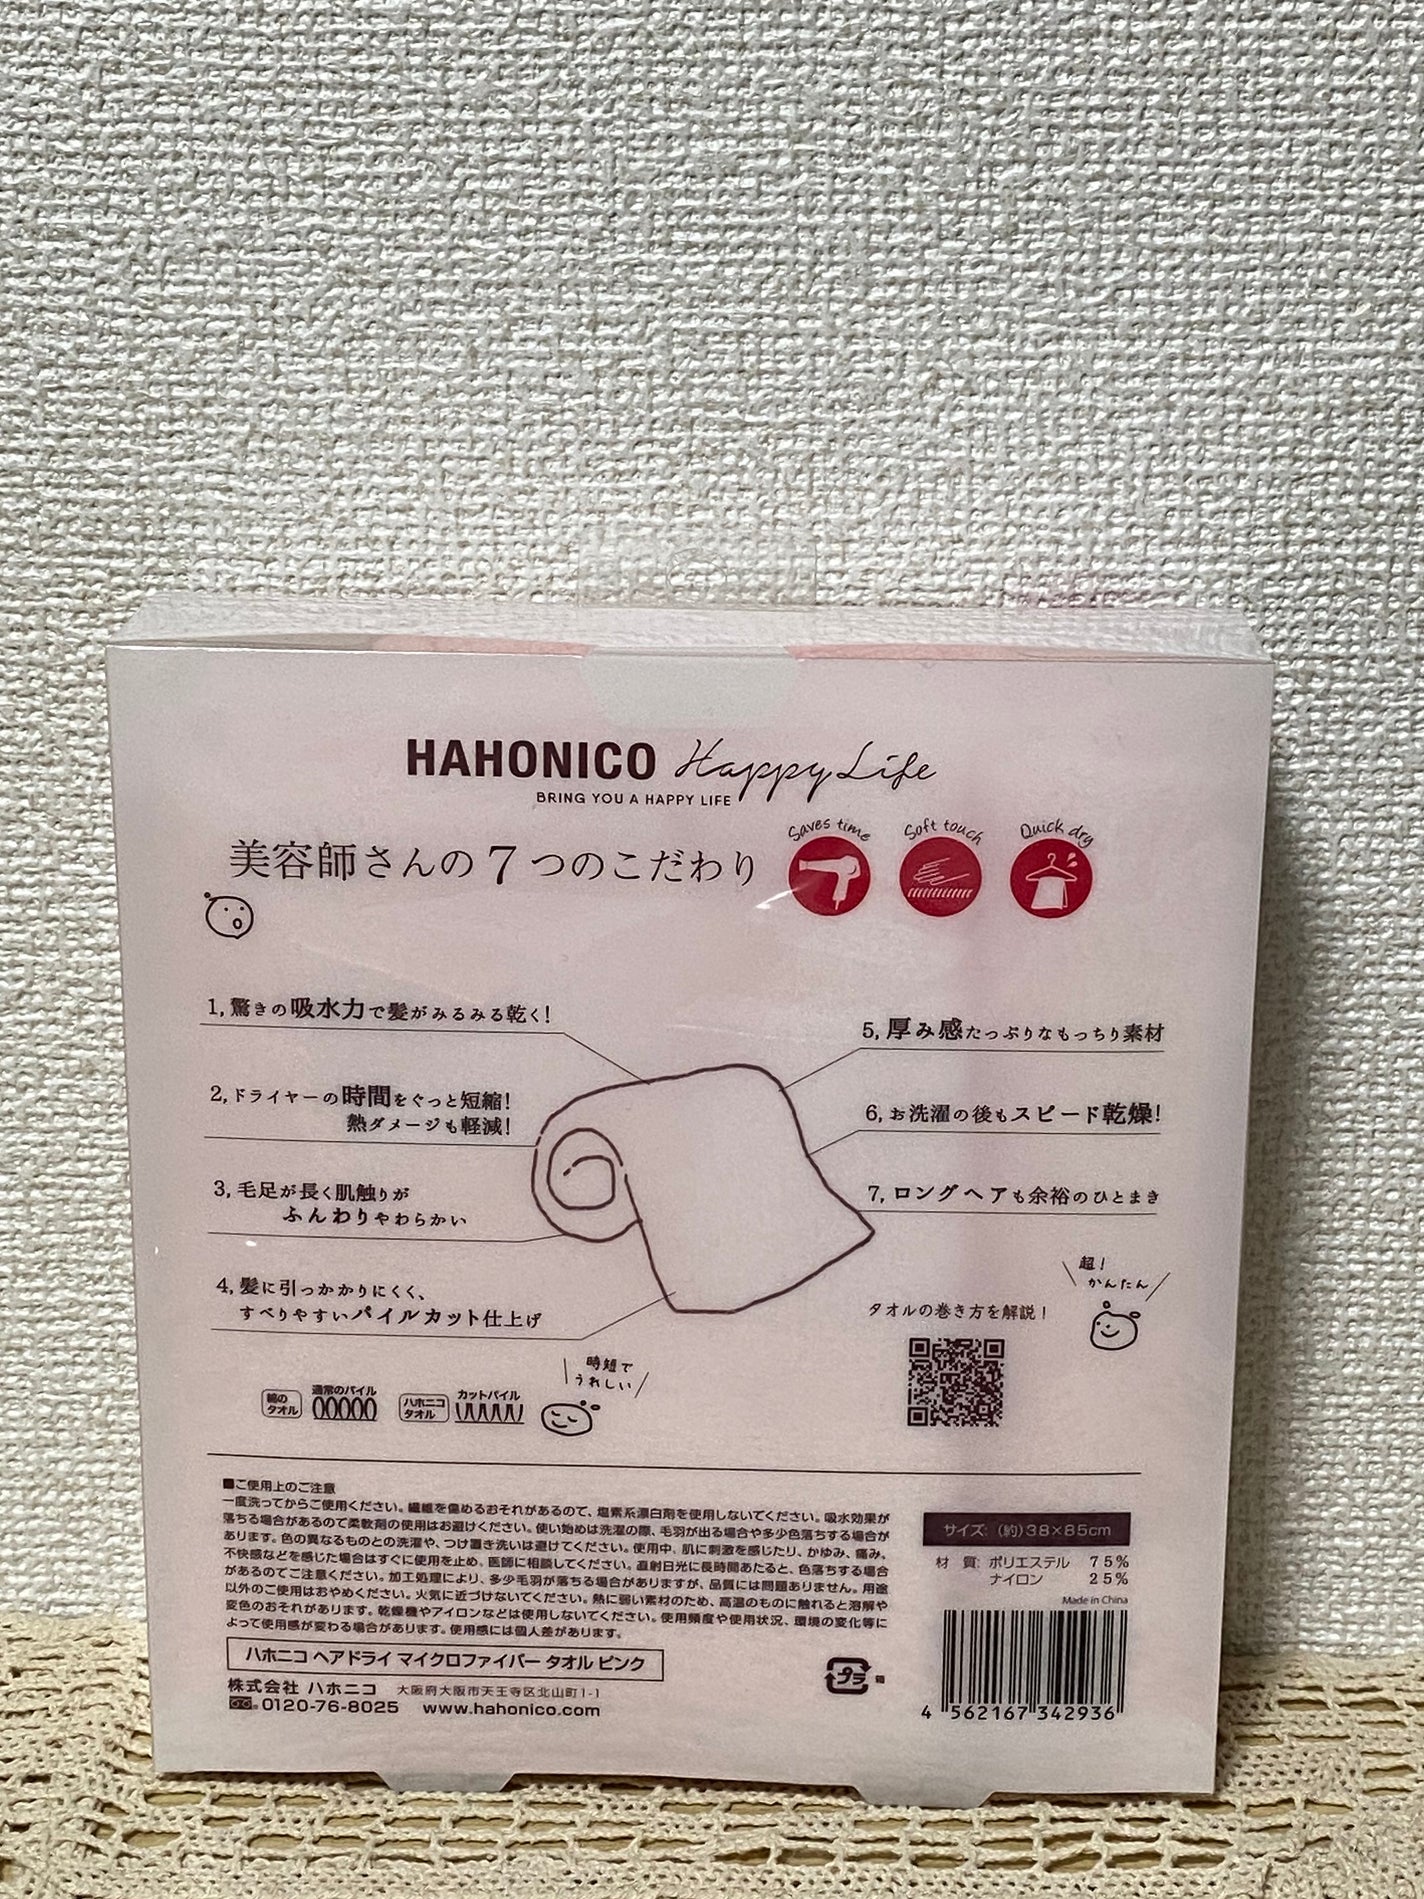 HAHONICO Happy Life
BRING YOU A HAPPY LIFE
美容師さんの7つのこだわり
Saves time
Soft touch
Quick dry
1, 驚きの吸水力で髪がみるみる乾く!
2, ドライヤーの時間をぐっと短縮!
熱ダメージも軽減!
3, 毛足が長く肌触りが
ふんわりやわらかい
4, 髪に引っかかりにくく、
すべりやすいパイルカット仕上げ
5, 厚み感たっぷりなもっちり素材
6, お洗濯の後もスピード乾燥!
7, ロングヘアも余裕のひとまき
超!
かんたん
タオルの巻き方を解説!
時短で
うれしい
綿の
タオル
通常のパイル
ハホニコ
タオル
カットパイル
■ご使用上のご注意
一度洗ってからご使用ください。繊維を傷めるおそれがあるので、塩素系漂白剤を使用しないでください。吸水効果が
落ちる場合があるので柔軟剤の使用はお避けください。使い始めは洗濯の際、毛羽が出る場合や多少色落ちする場合が
あります。色の異なるものとの洗濯や、つけ置き洗いは避けてください。使用中、肌に刺激を感じたり、かゆみ、痛み、
不快感などを感じた場合はすぐに使用を止め、医師に相談してください。直射日光に長時間あたると、色落ちする場合
があるのでご注意ください。加工処理により、多少毛羽が落ちる場合がありますが、品質には問題ありません。用途
以外のご使用はおやめください。火気に近づけないでください。熱に弱い素材のため、高温のものに触れると溶解や
変色のおそれがあります。乾燥機やアイロンなどは使用しないでください。使用頻度や使用状況、環境の変化等に
よって使用感が変わる場合があります。使用感には個人差があります。
ハホニコ ヘアドライ マイクロファイバー タオル ピンク
株式会社 ハホニコ 大阪府大阪市天王寺区北山町1-1
0120-76-8025 www.hahonico.com
プラ
サイズ:(約)38×85cm
材 質: ポリエステル 75%
ナイロン 25%
Made in China
4 562167 342936